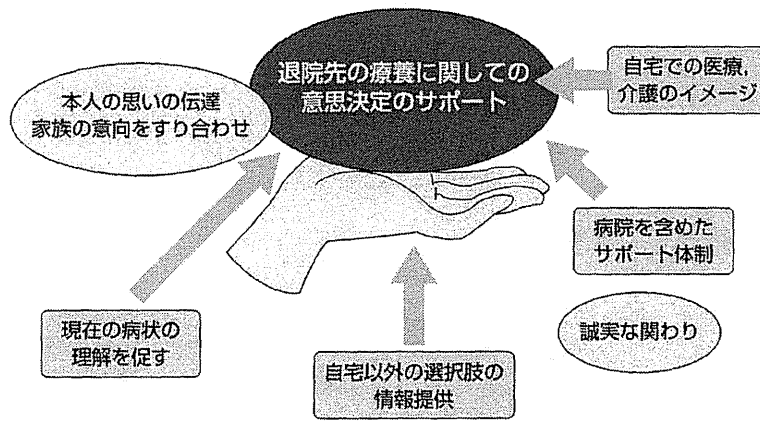 退院先の療養に関しての
意思決定のサポート
自宅での医療,
介護のイメージ
本人の思いの伝達
家族の意向をすり合わせ
病院を含めた
サポート体制
現在の病状の
理解を促す
誠実な関わり
自宅以外の選択肢の
情報提供